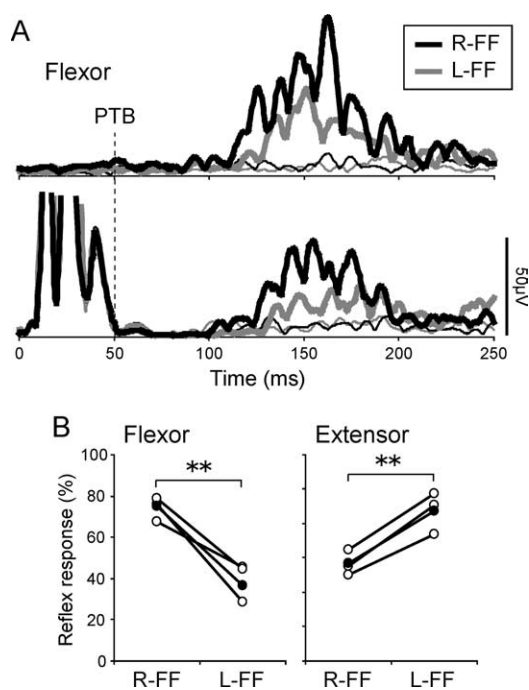 A
Flexor
PTB
R-FF
L-FF
50μV
0 50 100 150 200 250
Time (ms)
B
Flexor
Extensor
**
**
Reflex response (%)
100
80
60
40
20
0
R-FF L-FF R-FF L-FF